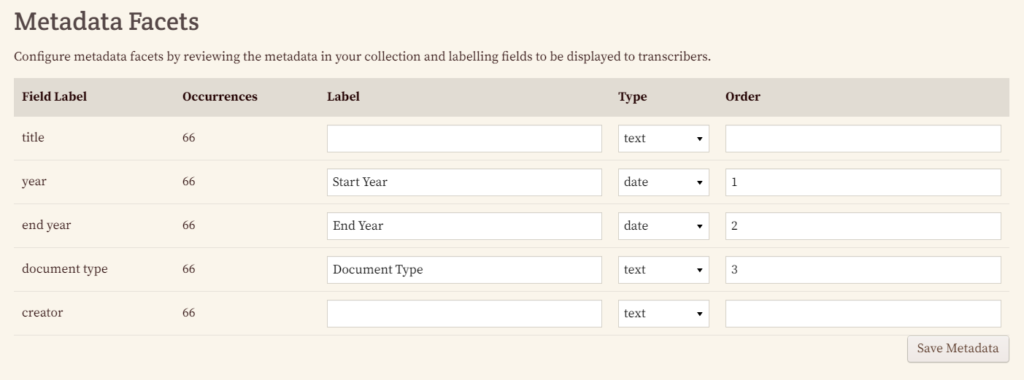 Metadata Facets
Configure metadata facets by reviewing the metadata in your collection and labelling fields to be displayed to transcribers.
Field Label Occurrences Label Type Order
title 66 text
year 66 Start Year date 1
end year 66 End Year date 2
document type 66 Document Type text 3
creator 66 text
Save Metadata